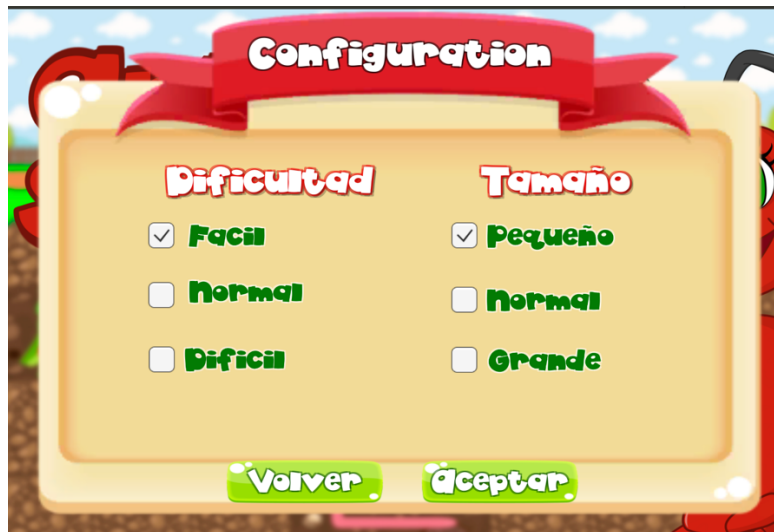 Configuration
Dificultad
Facil
Normal
Dificil
Tamaño
Pequeño
Normal
Grande
Volver
Aceptar